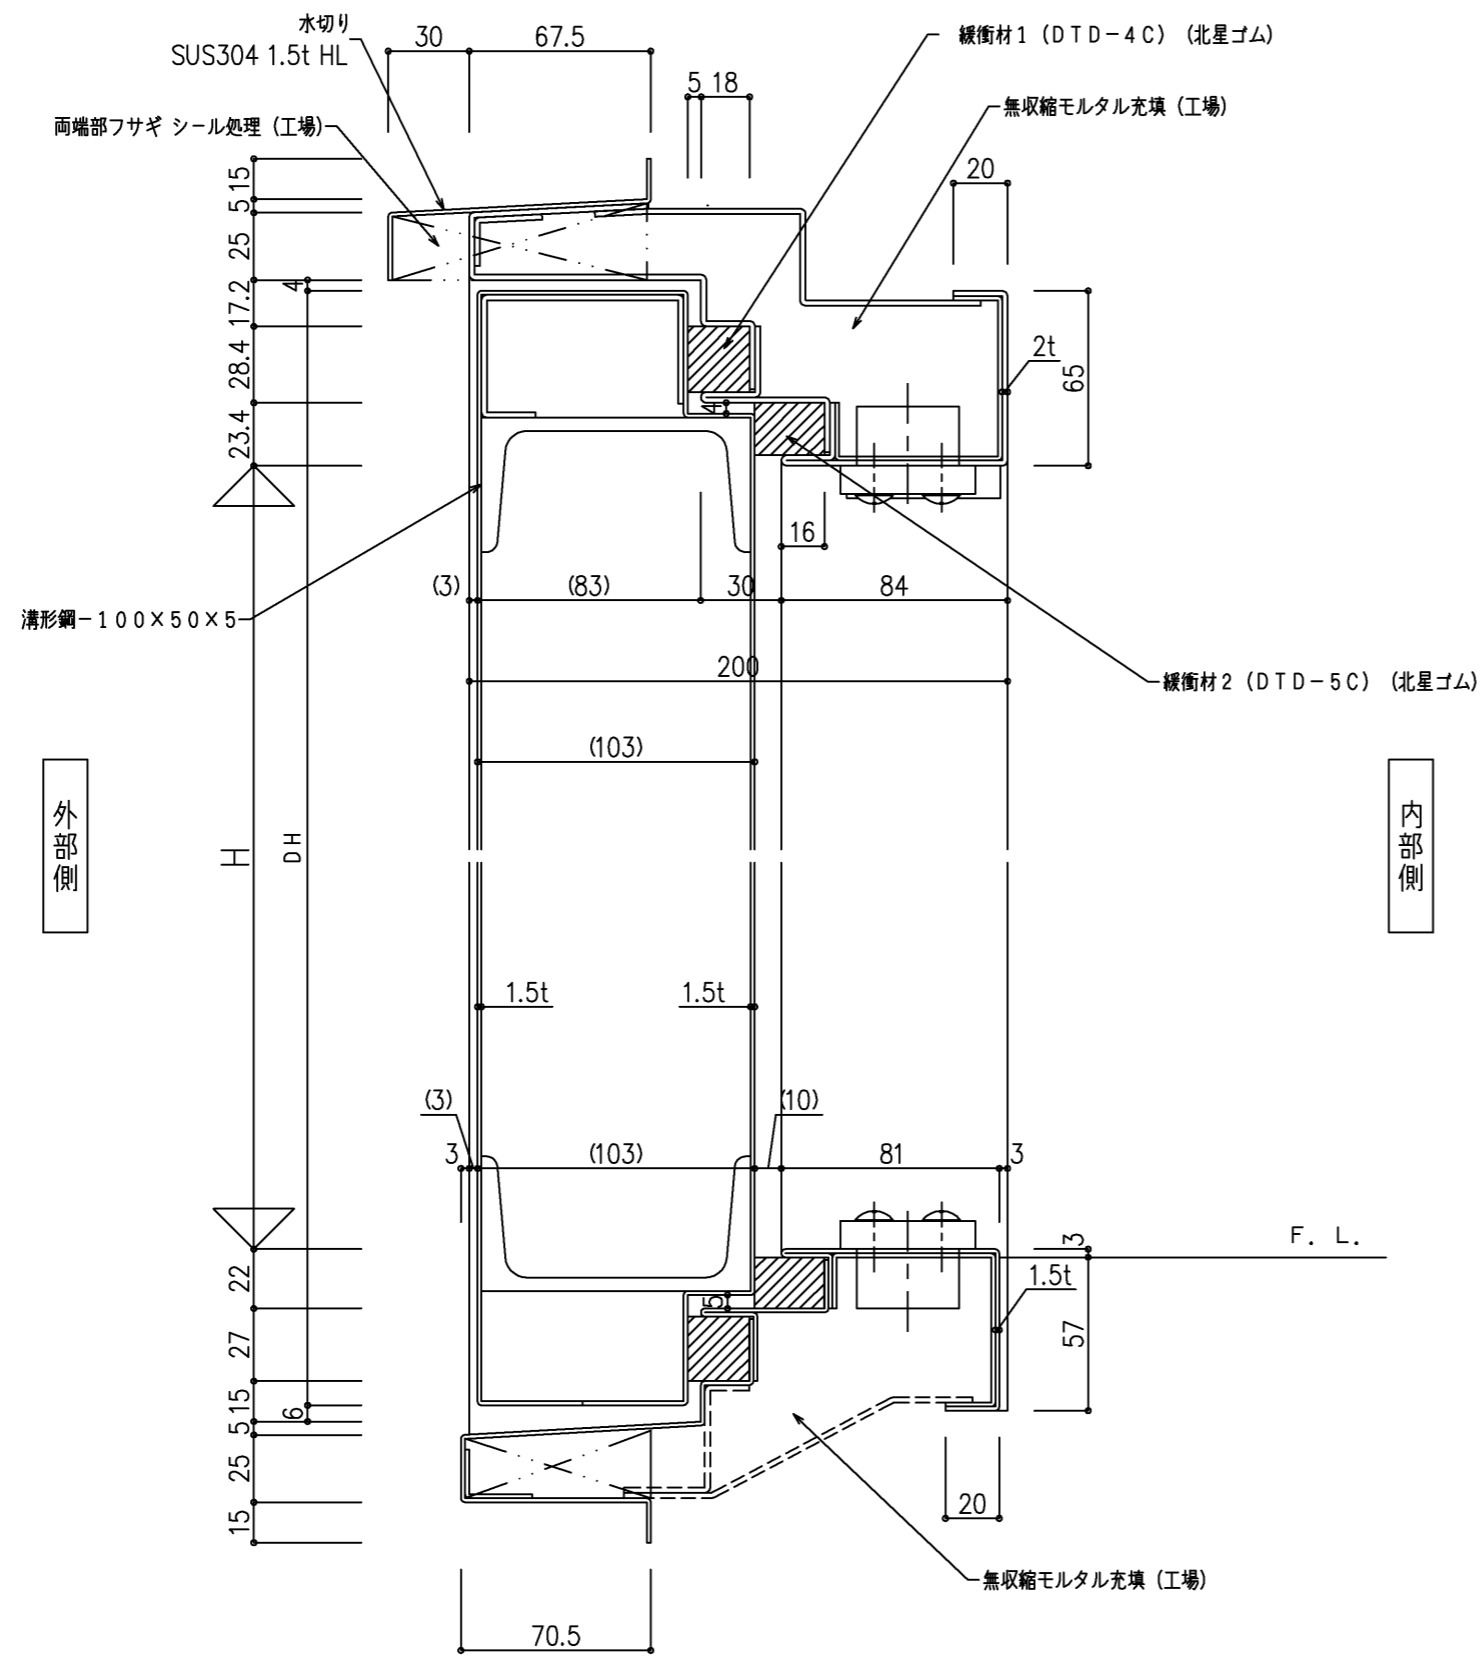 水切り
SUS304 1.5t HL
両端部フサギ シール処理 (工場)
30
67.5
5
18
緩衝材1 (DTD-4C) (北星ゴム)
無収縮モルタル充填 (工場)
20
15
5
25
4
17.2
28.4
23.4
4
2t
65
16
(3)
(83)
30
84
溝形鋼-100×50×5
200
緩衝材2 (DTD-5C) (北星ゴム)
(103)
外部側
H
DH
内部側
1.5t
1.5t
(3)
(10)
3
(103)
81
3
3
F. L.
22
5
1.5t
57
27
15
6
5
25
15
20
無収縮モルタル充填 (工場)
70.5